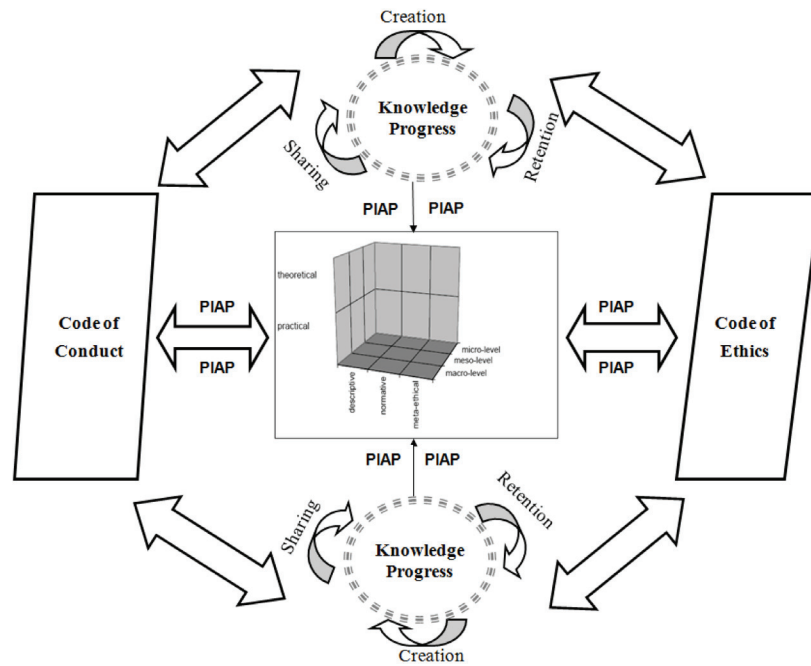 Creation
Knowledge
Progress
Sharing
Retention
PIAP PIAP
theoretical
practical
micro-level
meso-level
macro-level
descriptive
normative
meta-ethical
Code of
Conduct
PIAP
PIAP
PIAP
PIAP
Code of
Ethics
PIAP PIAP
Sharing
Retention
Knowledge
Progress
Creation